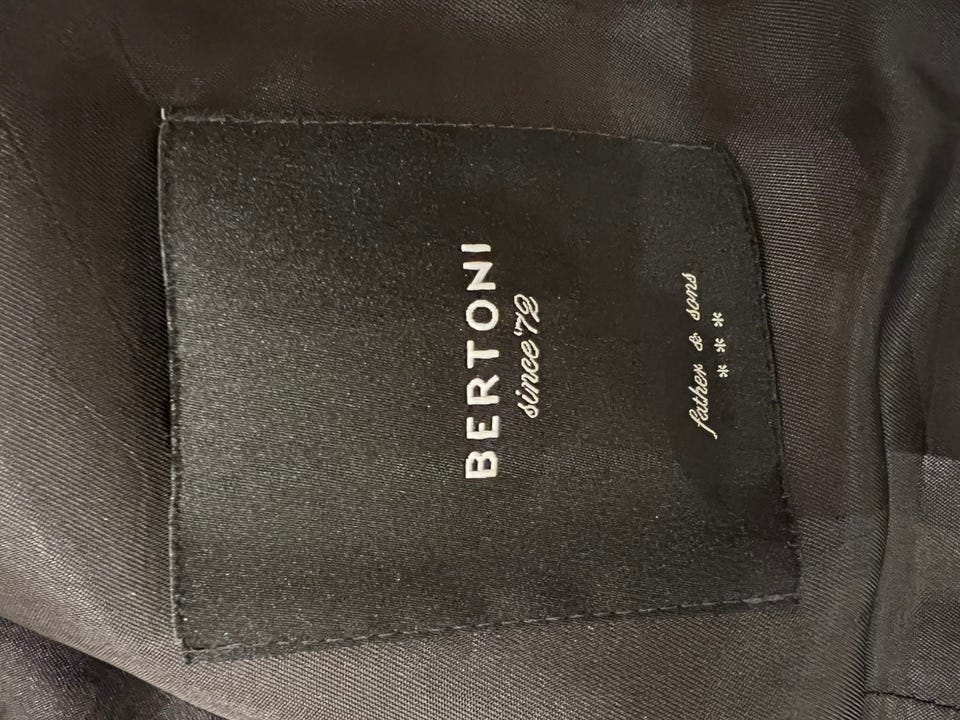 BERTONI
since '72
father & sons
* * *